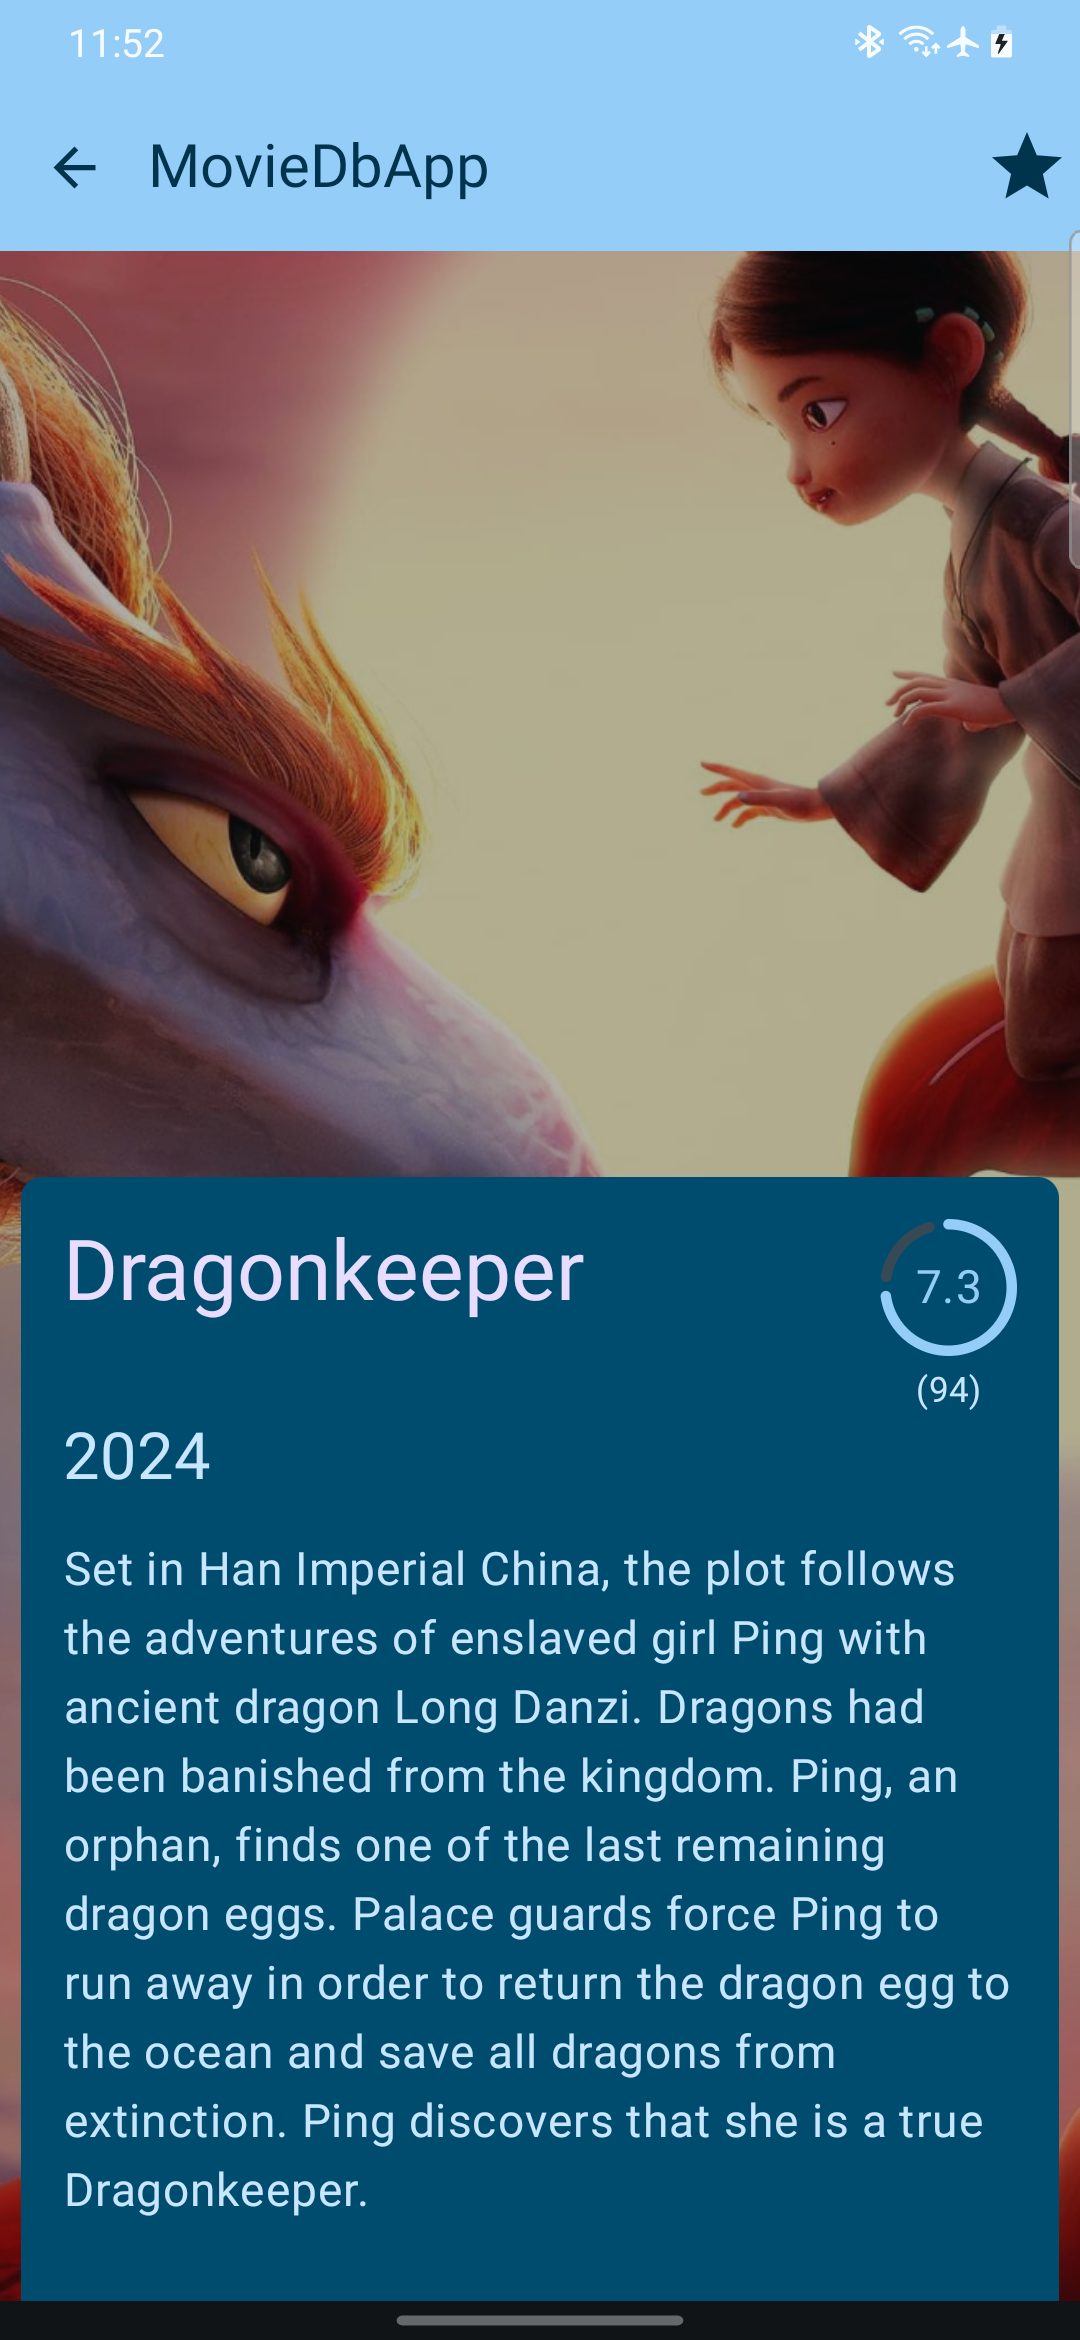 11:52
MovieDbApp
Dragonkeeper
7.3
(94)
2024
Set in Han Imperial China, the plot follows
the adventures of enslaved girl Ping with
ancient dragon Long Danzi. Dragons had
been banished from the kingdom. Ping, an
orphan, finds one of the last remaining
dragon eggs. Palace guards force Ping to
run away in order to return the dragon egg to
the ocean and save all dragons from
extinction. Ping discovers that she is a true
Dragonkeeper.